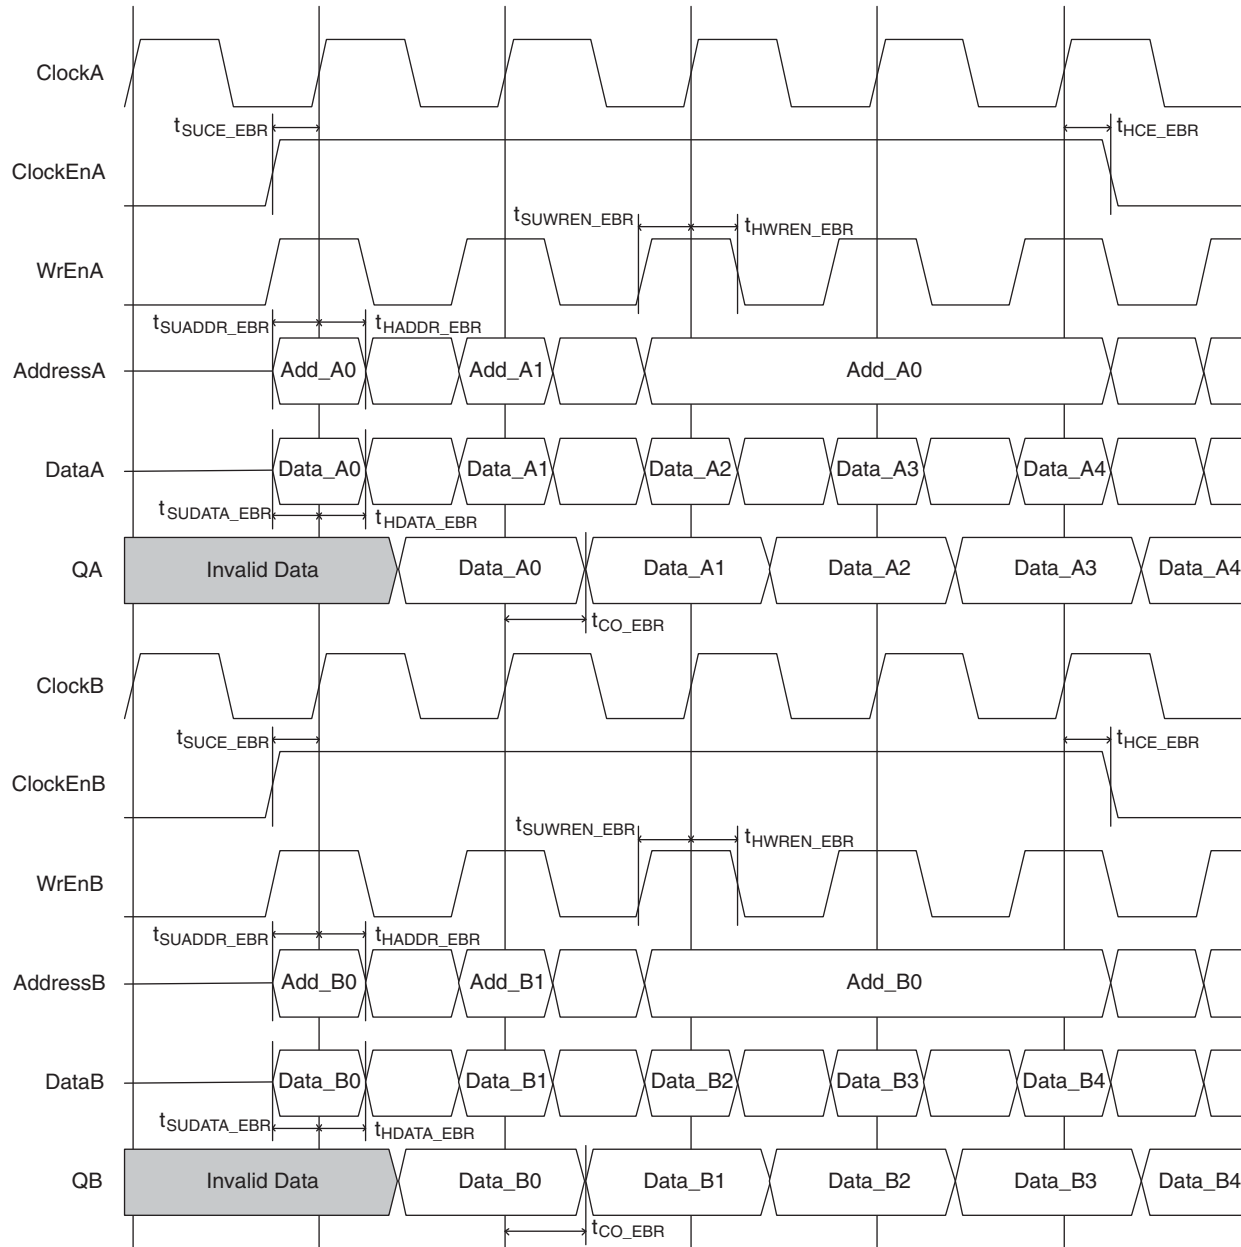 ClockA
tSUCE_EBR tHCE_EBR
ClockEnA
tSUWREN_EBR tHWREN_EBR
WrEnA
tSUADDR_EBR tHADDR_EBR
AddressA Add_A0 Add_A1 Add_A0
DataA Data_A0 Data_A1 Data_A2 Data_A3 Data_A4
tSUDATA_EBR tHDATA_EBR
QA Invalid Data Data_A0 Data_A1 Data_A2 Data_A3 Data_A4
tCO_EBR
ClockB
tSUCE_EBR tHCE_EBR
ClockEnB
tSUWREN_EBR tHWREN_EBR
WrEnB
tSUADDR_EBR tHADDR_EBR
AddressB Add_B0 Add_B1 Add_B0
DataB Data_B0 Data_B1 Data_B2 Data_B3 Data_B4
tSUDATA_EBR tHDATA_EBR
QB Invalid Data Data_B0 Data_B1 Data_B2 Data_B3 Data_B4
tCO_EBR